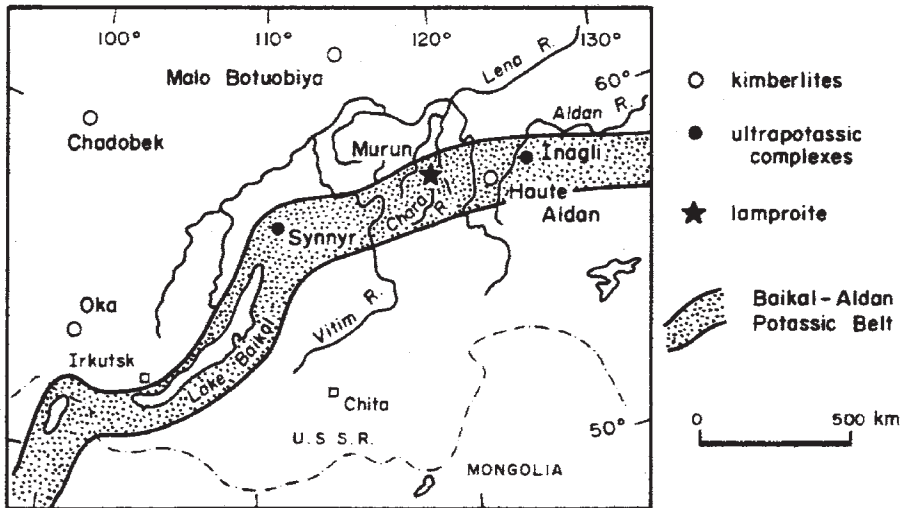 100° 110° 120° 130°
Malo Botuobiya
Lena R.
60°
Chadobek
Aldan R.
Murun
Inagli
Haute
Aldan
Chara R.
Synnyr
Oka
Irkutsk
Lake Baikal
Vitim R.
Chita
50°
U.S S.R.
MONGOLIA
kimberlites
ultrapotassic
complexes
lamproite
Baikal-Aldan
Potassic Belt
0 500 km